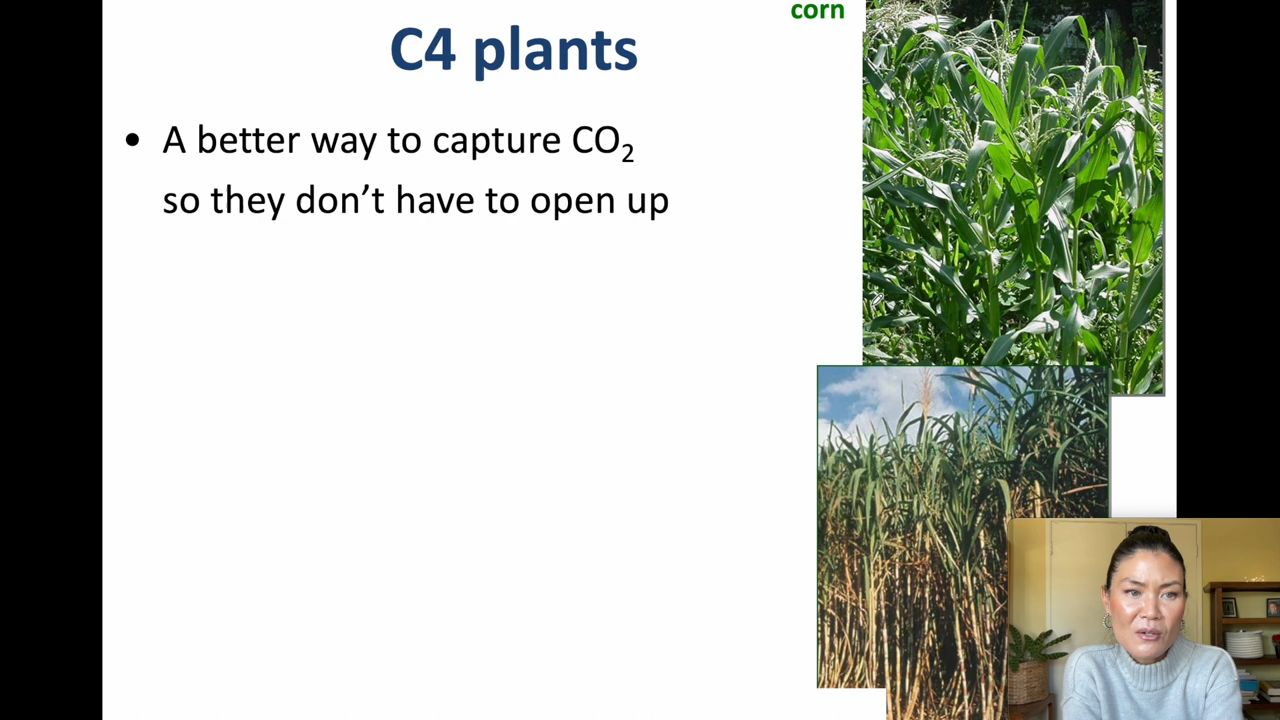 corn
C4 plants
• A better way to capture CO₂
so they don’t have to open up